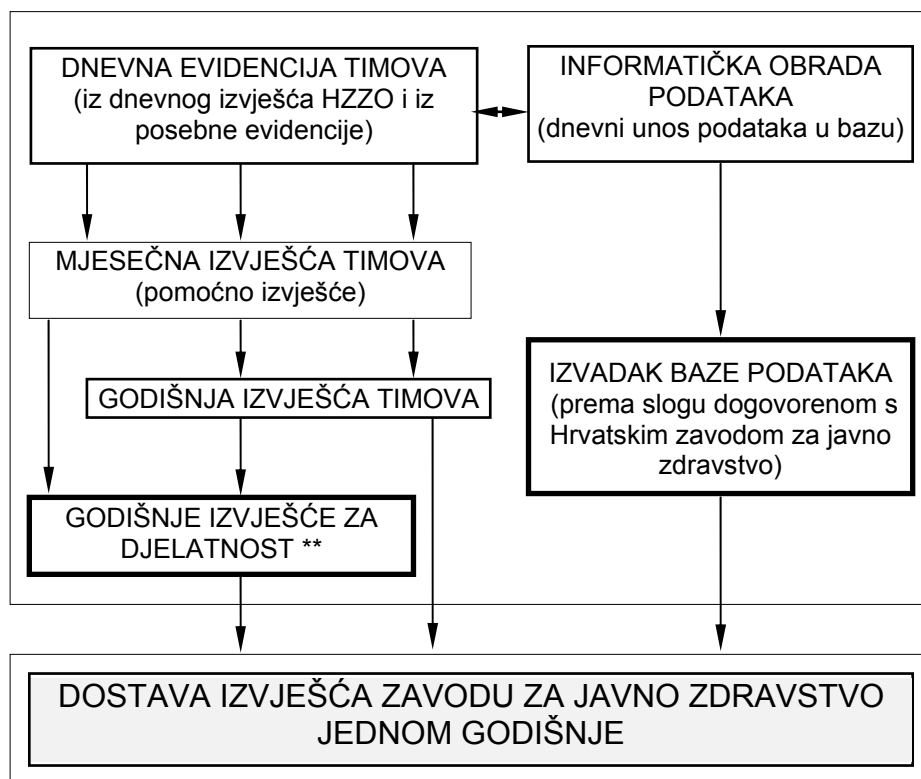 DNEVNA EVIDENCIJA TIMOVA
(iz dnevnog izvješća HZZO i iz
posebne evidencije)
INFORMATIČKA OBRADA
PODATAKA
(dnevni unos podataka u bazu)
MJESEČNA IZVJEŠĆA TIMOVA
(pomoćno izvješće)
GODIŠNJA IZVJEŠĆA TIMOVA
IZVADAK BAZE PODATAKA
(prema slogu dogovorenom s
Hrvatskim zavodom za javno
zdravstvo)
GODIŠNJE IZVJEŠĆE ZA
DJELATNOST **
DOSTAVA IZVJEŠĆA ZAVODU ZA JAVNO ZDRAVSTVO
JEDNOM GODIŠNJE